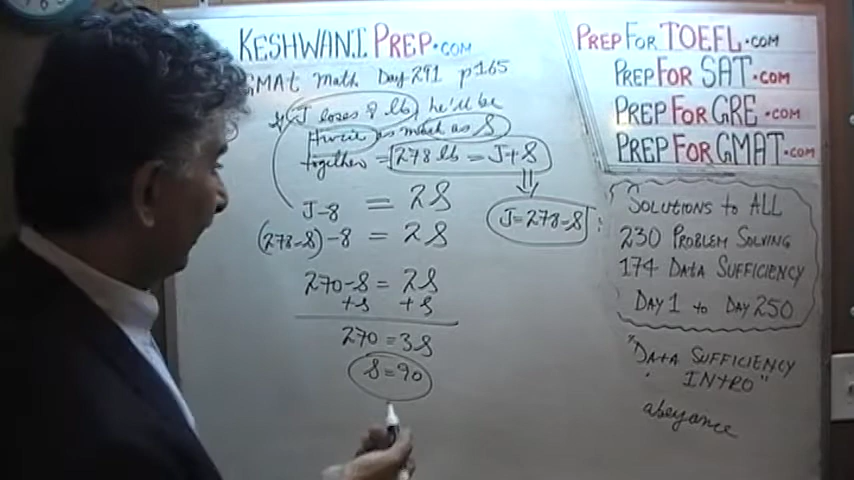 KESHWANI PREP.COM
GMAT Math Day 291 p165
If J loses 8 lb, he'll be
twice as much as S
together = 278 lb = J+S
J-8 = 2S
J=278-S
(278-S)-8 = 2S
270-S = 2S
+S +S
270 = 3S
S=90
PREP FOR TOEFL.COM
PREP FOR SAT.COM
PREP FOR GRE.COM
PREP FOR GMAT.COM
SOLUTIONS TO ALL
230 PROBLEM SOLVING
174 DATA SUFFICIENCY
DAY 1 TO DAY 250
"DATA SUFFICIENCY
INTRO"
abeyance